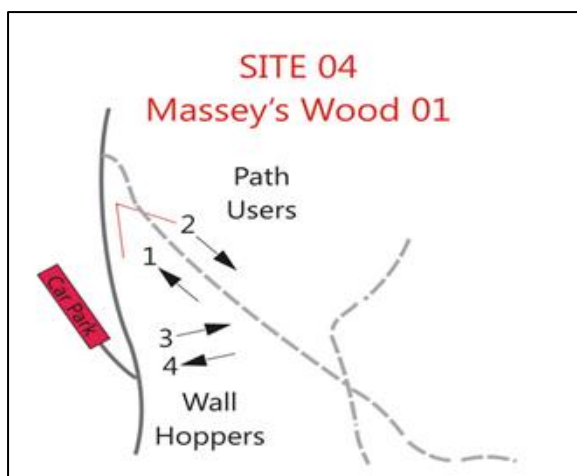 SITE 04
Massey's Wood 01
Path
Users
2
1
Car Park
3
4
Wall
Hoppers